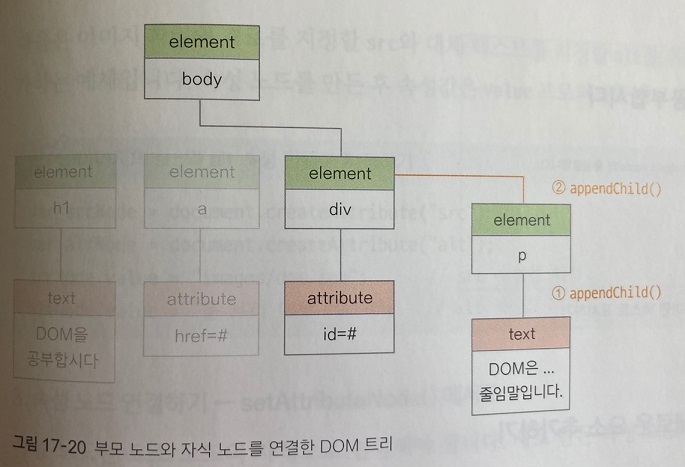 element
body
element
h1
element
a
element
div
② appendChild()
element
p
text
DOM을
공부합시다
attribute
href=#
attribute
id=#
① appendChild()
text
DOM은 ...
줄임말입니다.
그림 17-20 부모 노드와 자식 노드를 연결한 DOM 트리